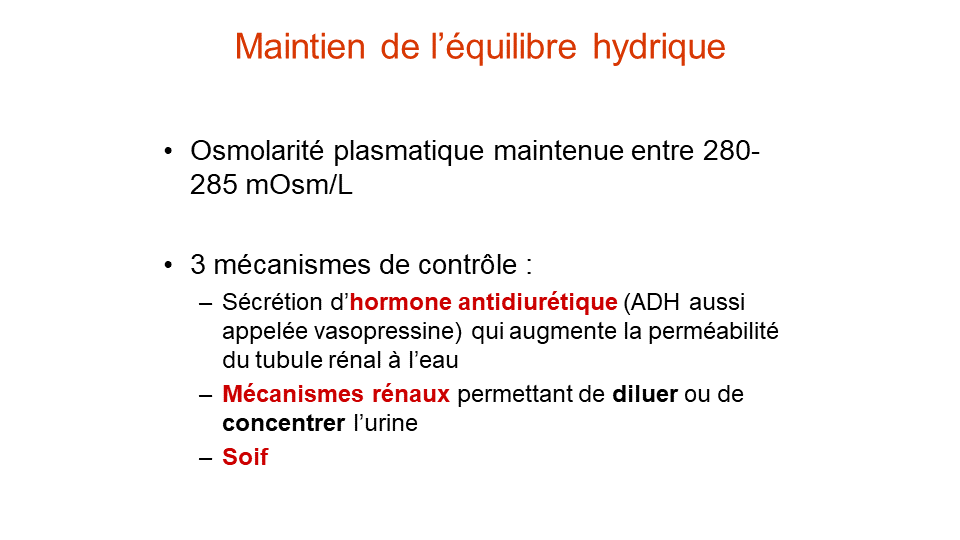 Maintien de l’équilibre hydrique
• Osmolarité plasmatique maintenue entre 280-
285 mOsm/L
• 3 mécanismes de contrôle :
– Sécrétion d’hormone antidiurétique (ADH aussi
appelée vasopressine) qui augmente la perméabilité
du tubule rénal à l’eau
– Mécanismes rénaux permettant de diluer ou de
concentrer l’urine
– Soif